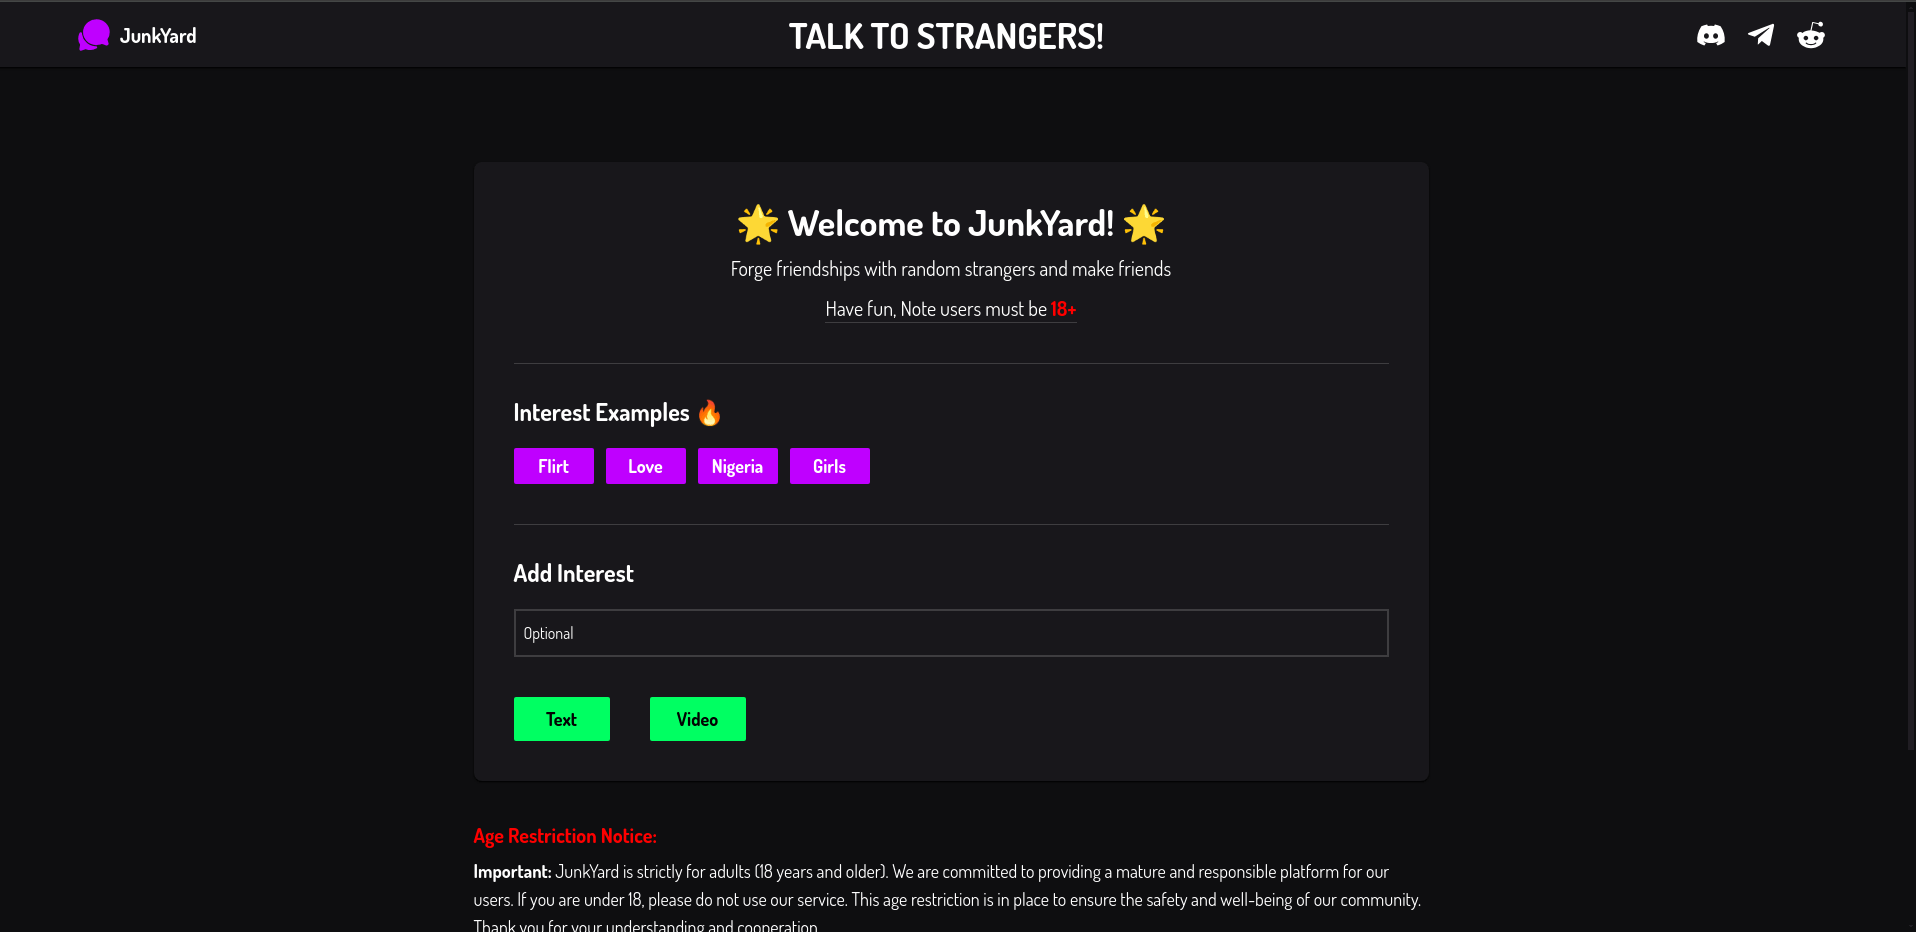 JunkYard
TALK TO STRANGERS!
Welcome to JunkYard!
Forge friendships with random strangers and make friends
Have fun, Note users must be 18+
Interest Examples
Flirt
Love
Nigeria
Girls
Add Interest
Optional
Text
Video
Age Restriction Notice:
Important: JunkYard is strictly for adults (18 years and older). We are committed to providing a mature and responsible platform for our
users. If you are under 18, please do not use our service. This age restriction is in place to ensure the safety and well-being of our community.
Thank you for your understanding and cooperation